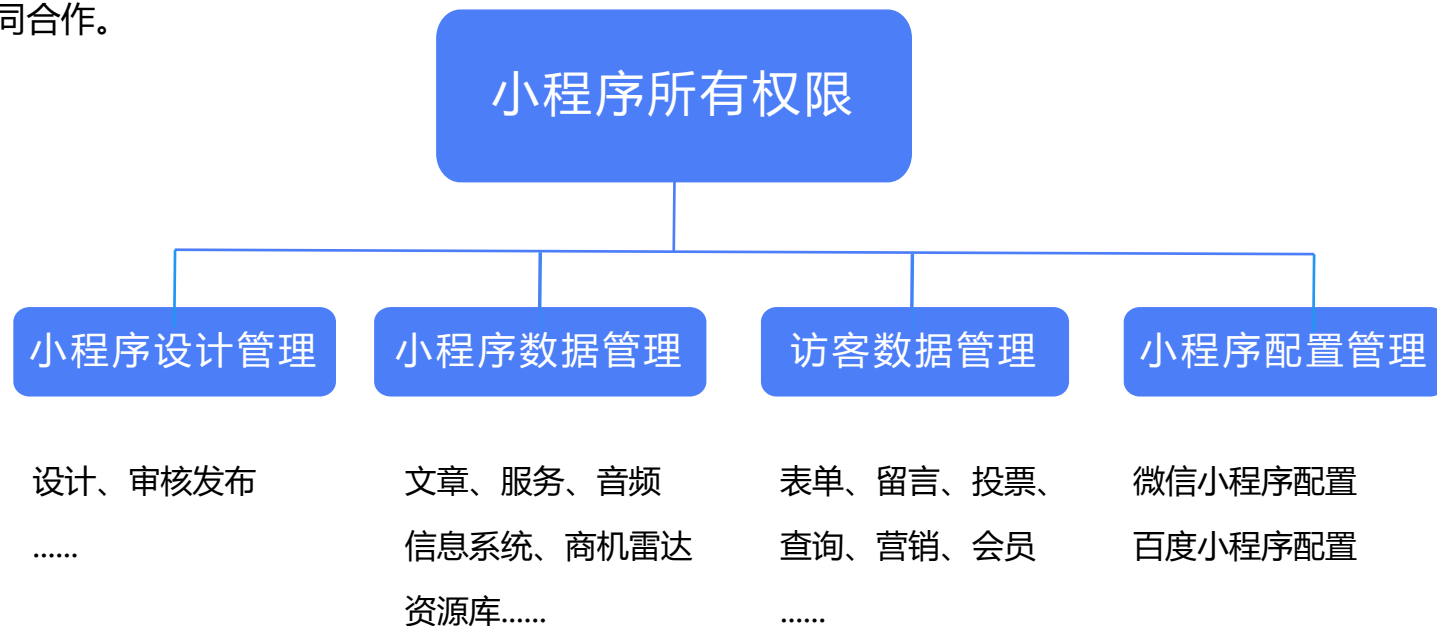 同合作。
小程序所有权限
小程序设计管理
小程序数据管理
访客数据管理
小程序配置管理
设计、审核发布
......
文章、服务、音频
信息系统、商机雷达
资源库......
表单、留言、投票、
查询、营销、会员
......
微信小程序配置
百度小程序配置